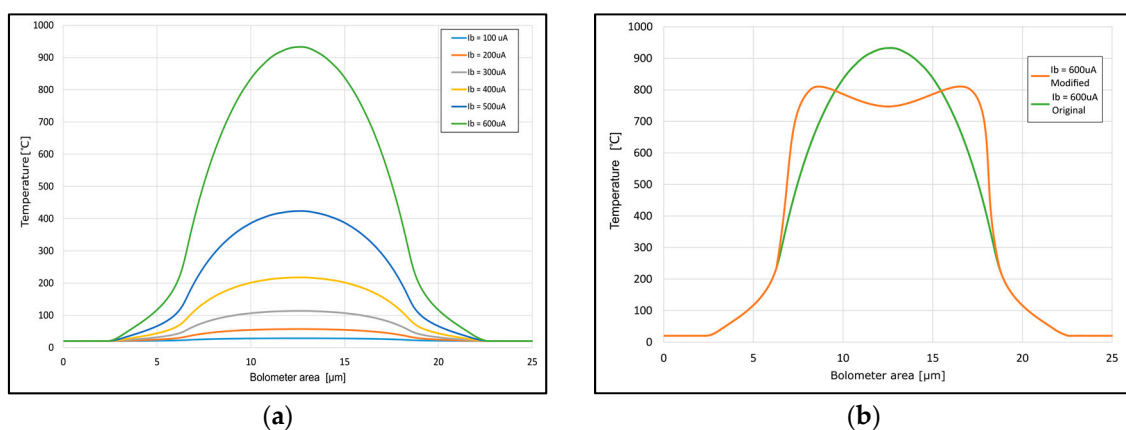 1000
900
800
700
600
500
400
300
200
100
0
Temperature [℃]
0 5 10 15 20 25
Bolometer area [µm]
Ib = 100 uA
Ib = 200uA
Ib = 300uA
Ib = 400uA
Ib = 500uA
Ib = 600uA
(a)
1000
900
800
700
600
500
400
300
200
100
0
Temperature [℃]
0 5 10 15 20 25
Bolometer area [µm]
Ib = 600uA
Modified
Ib = 600uA
Original
(b)